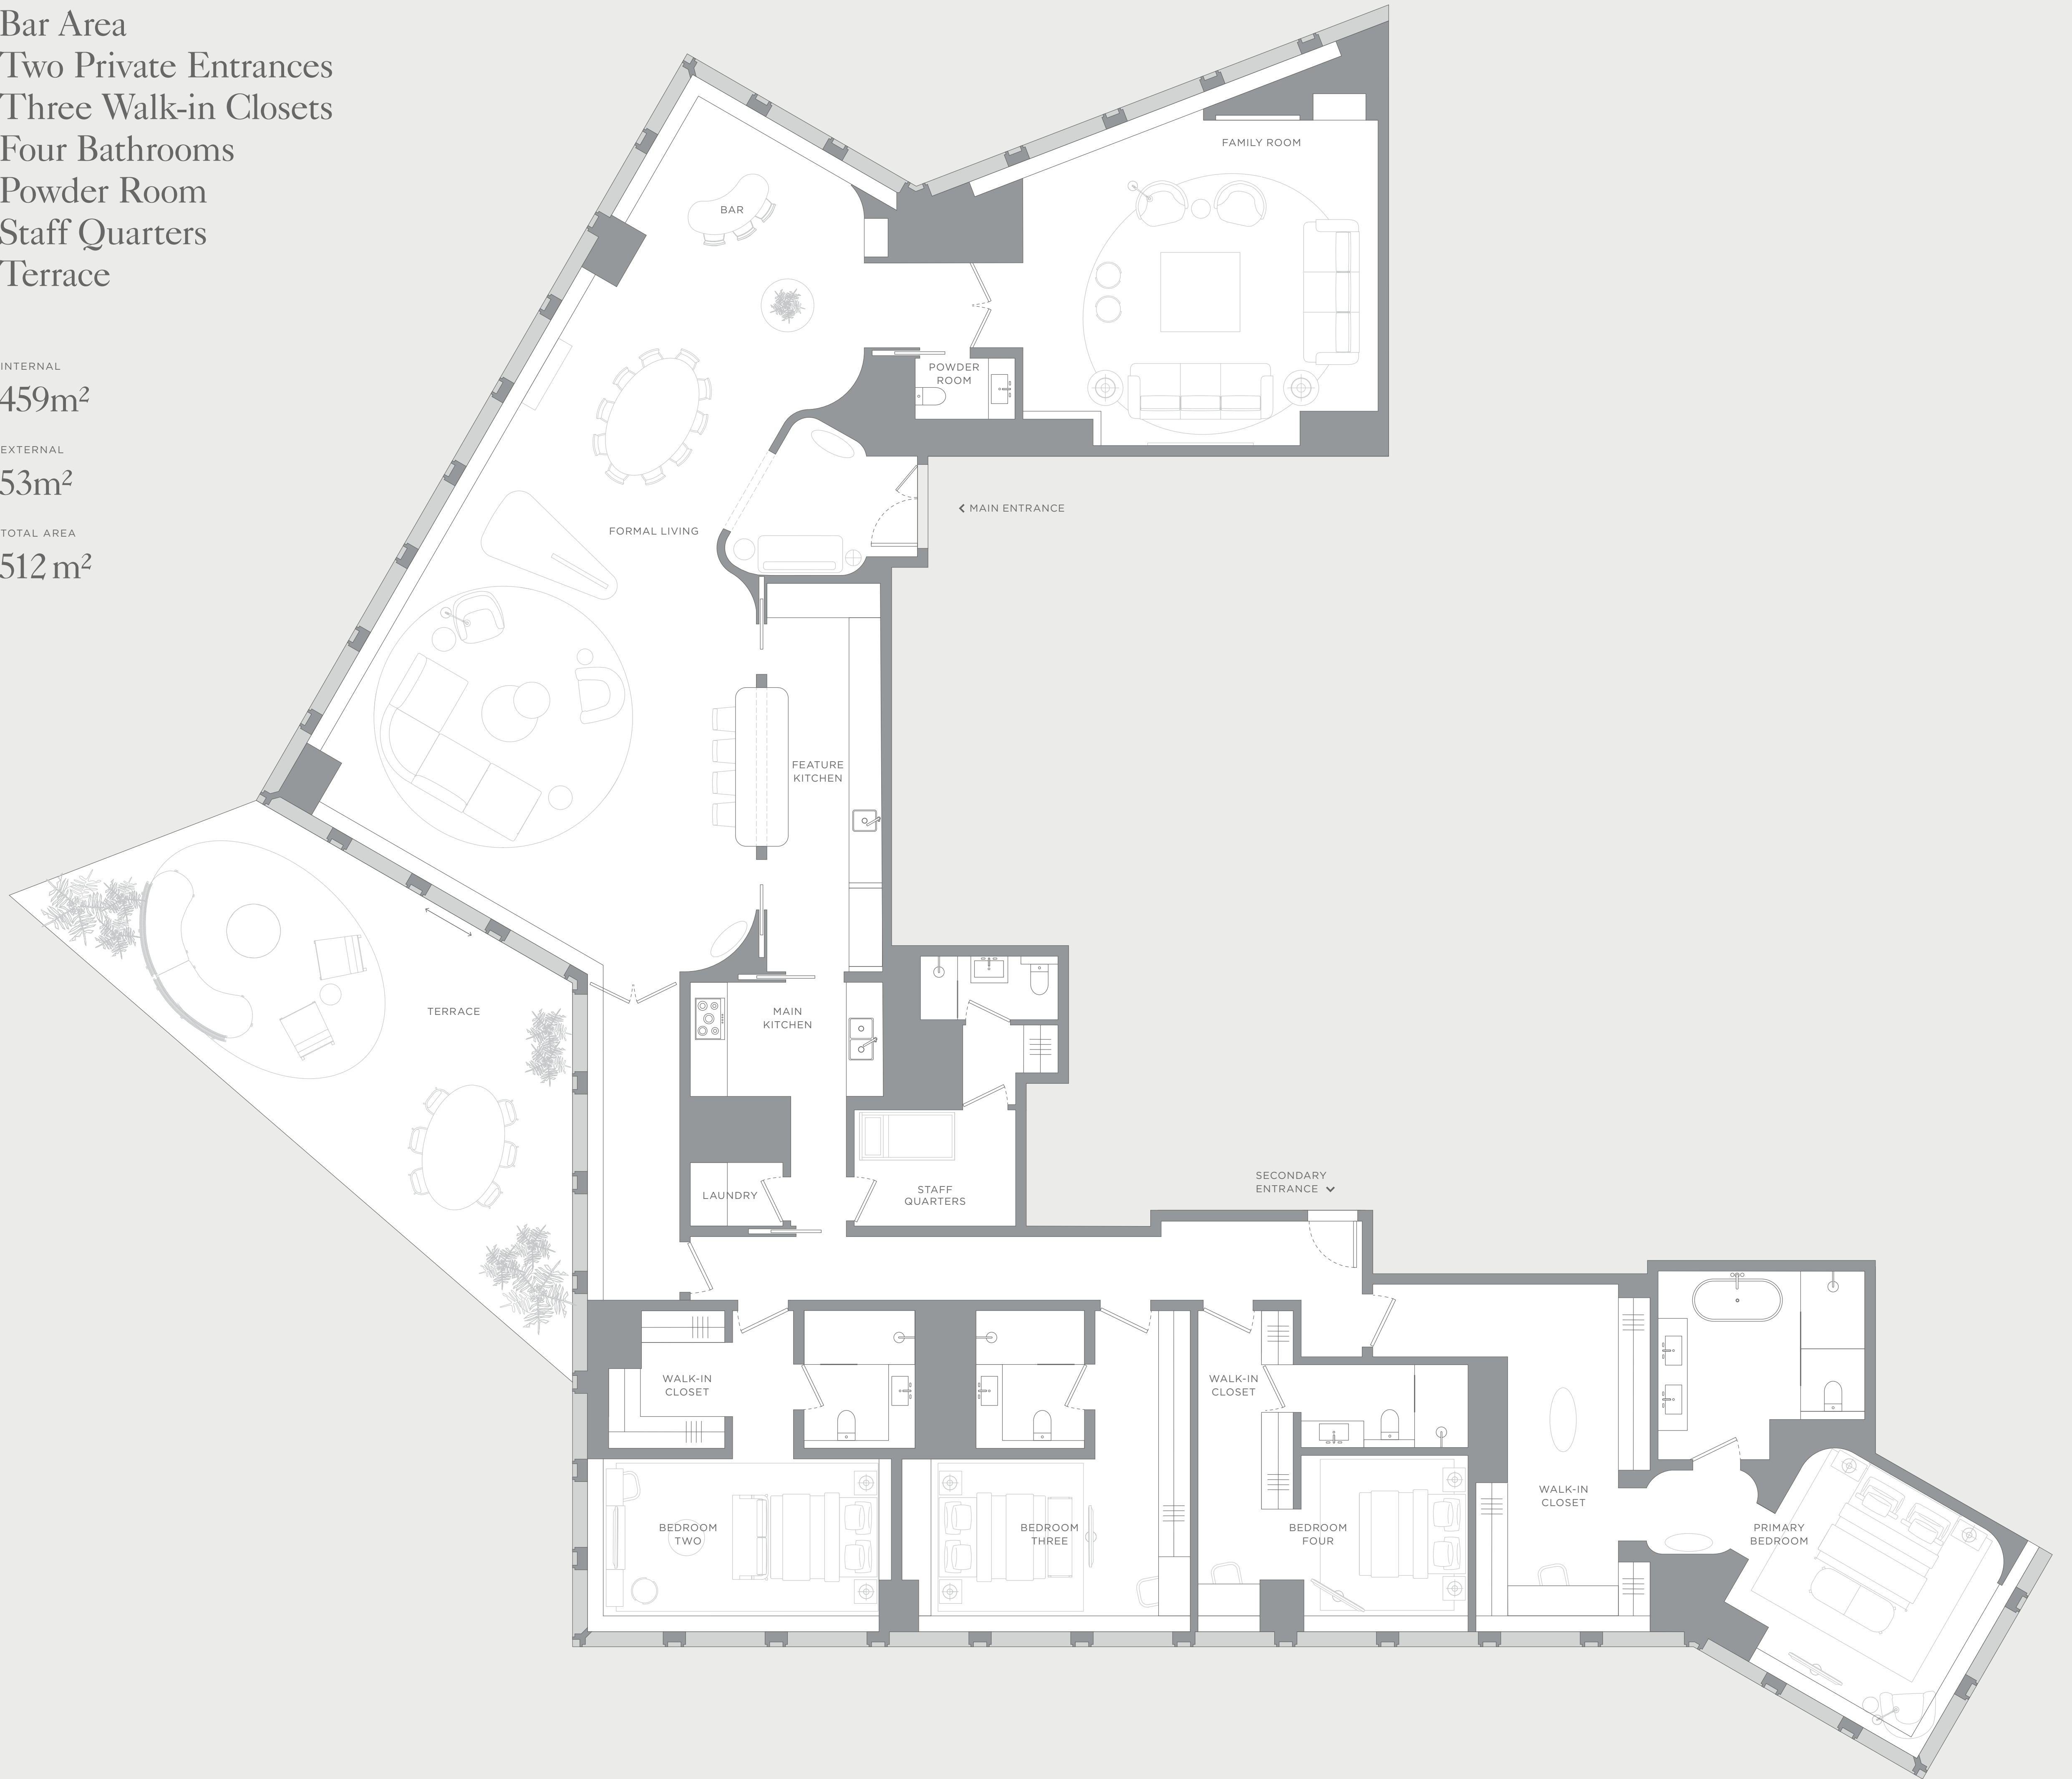 Bar Area
Two Private Entrances
Three Walk-in Closets
Four Bathrooms
Powder Room
Staff Quarters
Terrace
INTERNAL
459m²
EXTERNAL
53m²
TOTAL AREA
512 m²
FAMILY ROOM
BAR
POWDER
ROOM
MAIN ENTRANCE
FORMAL LIVING
FEATURE
KITCHEN
TERRACE
MAIN
KITCHEN
LAUNDRY
STAFF
QUARTERS
SECONDARY
ENTRANCE
WALK-IN
CLOSET
WALK-IN
CLOSET
WALK-IN
CLOSET
BEDROOM
TWO
BEDROOM
THREE
BEDROOM
FOUR
PRIMARY
BEDROOM